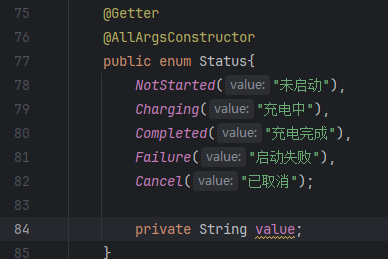 75 @Getter
76 @AllArgsConstructor
77 public enum Status{
78 NotStarted( value: "未启动"),
79 Charging( value: "充电中"),
80 Completed( value: "充电完成"),
81 Failure( value: "启动失败"),
82 Cancel( value: "已取消");
83
84 private String value;
85 }